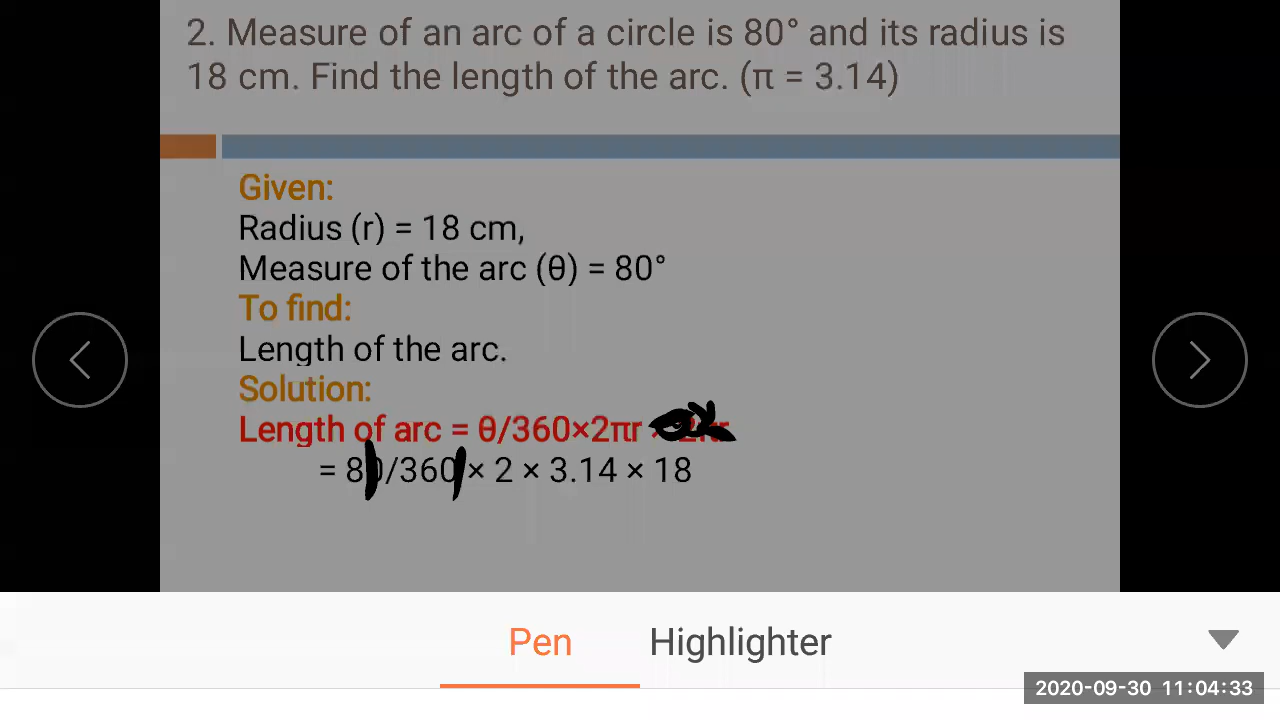 2. Measure of an arc of a circle is 80° and its radius is
18 cm. Find the length of the arc. (π = 3.14)
Given:
Radius (r) = 18 cm,
Measure of the arc (θ) = 80°
To find:
Length of the arc.
Solution:
Length of arc = θ/360×2πr
= 80/360 × 2 × 3.14 × 18
Pen Highlighter
2020-09-30 11:04:33